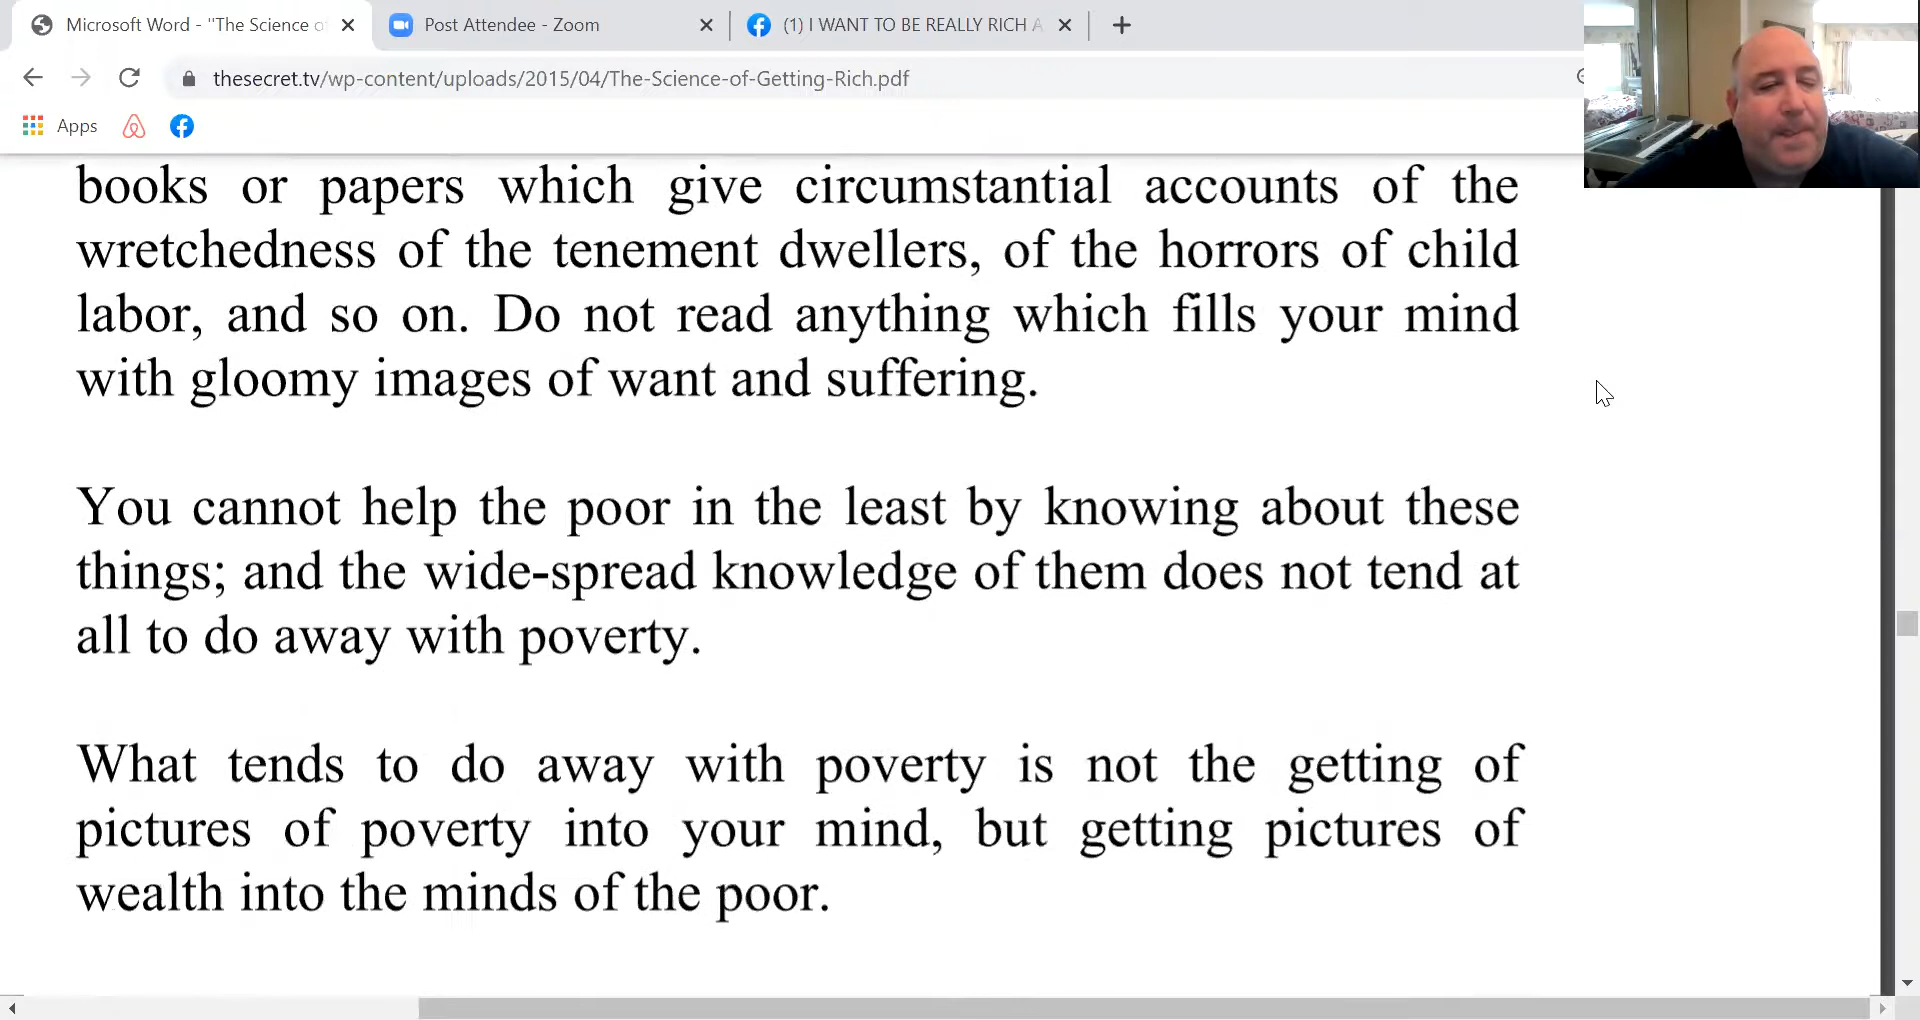 Microsoft Word - "The Science o
Post Attendee - Zoom
(1) I WANT TO BE REALLY RICH A
thesecret.tv/wp-content/uploads/2015/04/The-Science-of-Getting-Rich.pdf
Apps
books or papers which give circumstantial accounts of the
wretchedness of the tenement dwellers, of the horrors of child
labor, and so on. Do not read anything which fills your mind
with gloomy images of want and suffering.
You cannot help the poor in the least by knowing about these
things; and the wide-spread knowledge of them does not tend at
all to do away with poverty.
What tends to do away with poverty is not the getting of
pictures of poverty into your mind, but getting pictures of
wealth into the minds of the poor.